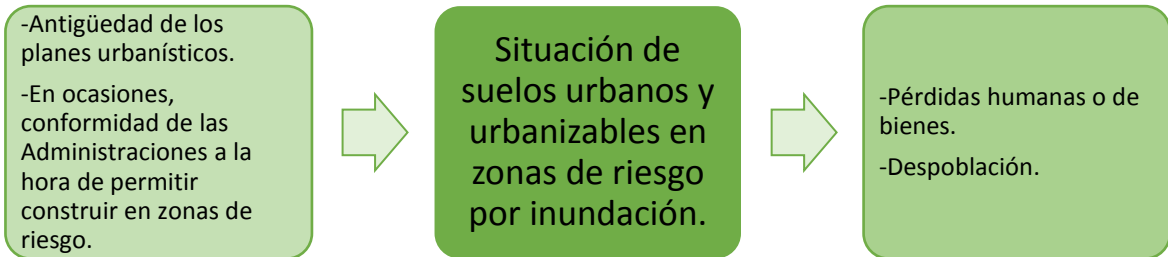 -Antigüedad de los
planes urbanísticos.
-En ocasiones,
conformidad de las
Administraciones a la
hora de permitir
construir en zonas de
riesgo.
Situación de
suelos urbanos y
urbanizables en
zonas de riesgo
por inundación.
-Pérdidas humanas o de
bienes.
-Despoblación.